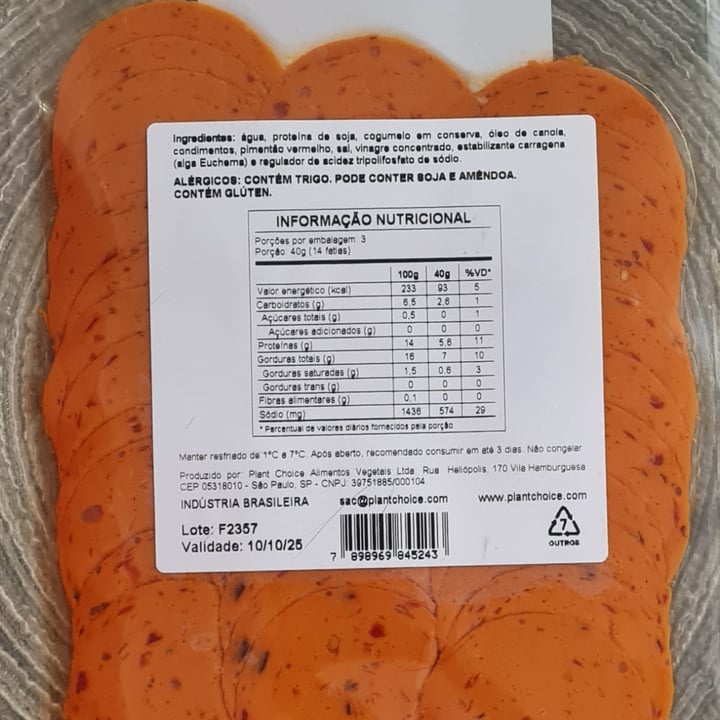 Ingredientes: água, proteína de soja, cogumelo em conserva, óleo de canola,
condimentos, pimentão vermelho, sal, vinagre concentrado, estabilizante carragena
(alga Euchema) e regulador de acidez tripolifosfato de sódio.
ALÉRGICOS: CONTÉM TRIGO. PODE CONTER SOJA E AMÊNDOA.
CONTÉM GLÚTEN.
INFORMAÇÃO NUTRICIONAL
Porções por embalagem: 3
Porção: 40g (14 fatias)
100g 40g %VD*
Valor energético (kcal) 233 93 5
Carboidratos (g) 6,5 2,6 1
Açúcares totais (g) 0,5 0 1
Açúcares adicionados (g) 0 0 0
Proteínas (g) 14 5,6 11
Gorduras totais (g) 16 7 10
Gorduras saturadas (g) 1,5 0,6 3
Gorduras trans (g) 0 0 0
Fibras alimentares (g) 0,1 0 0
Sódio (mg) 1436 574 29
* Percentual de valores diários fornecidos pela porção
Manter resfriado de 1°C a 7°C. Após aberto, recomendado consumir em até 3 dias. Não congelar
Produzido por: Plant Choice Alimentos Vegetais Ltda. Rua Heliópolis, 170 Vila Hamburguesa
CEP 05318010 - São Paulo, SP - CNPJ: 39751885/000104
INDÚSTRIA BRASILEIRA sac@plantchoice.com www.plantchoice.com
Lote: F2357
Validade: 10/10/25
7 898969 845243
7
OUTROS